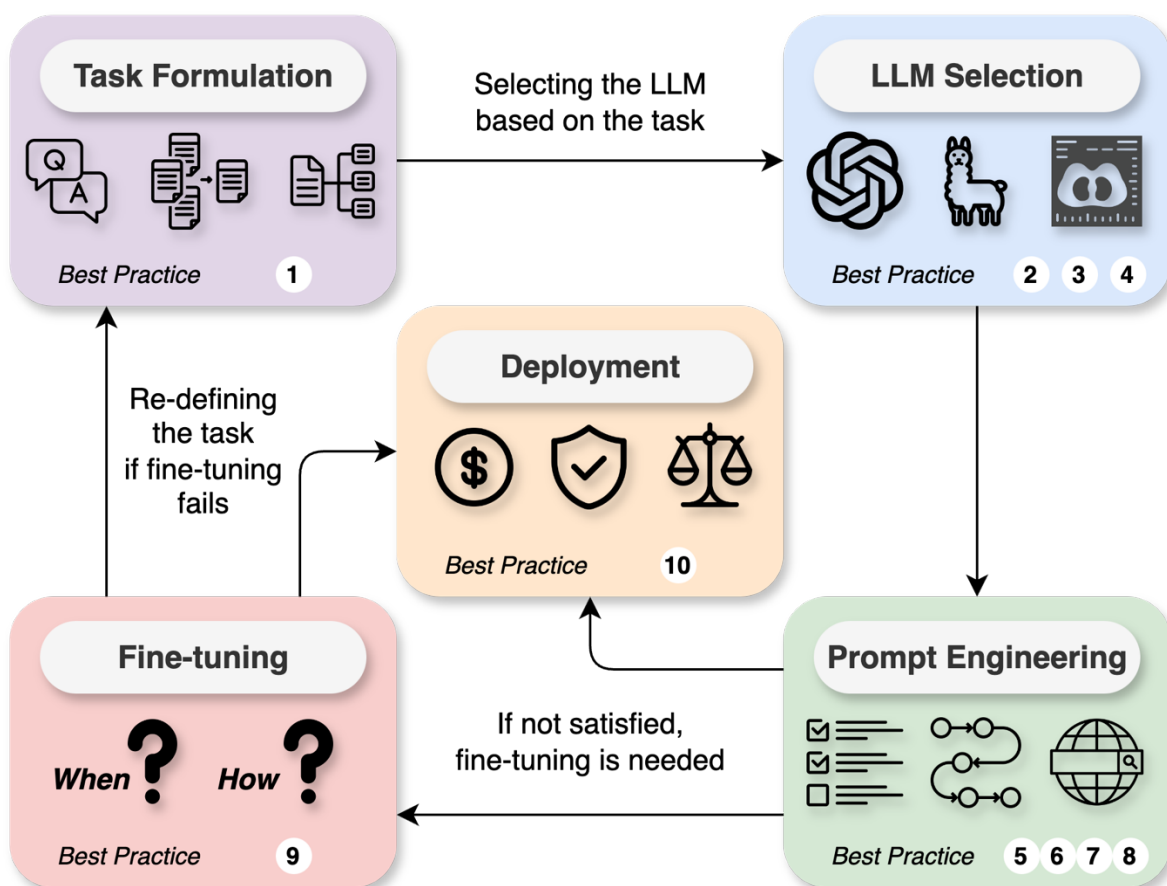 Task Formulation
Q
A
Best Practice 1
Selecting the LLM
based on the task
LLM Selection
Best Practice 2 3 4
Re-defining
the task
if fine-tuning
fails
Deployment
$
Best Practice 10
Fine-tuning
When ? How ?
Best Practice 9
If not satisfied,
fine-tuning is needed
Prompt Engineering
Best Practice 5 6 7 8